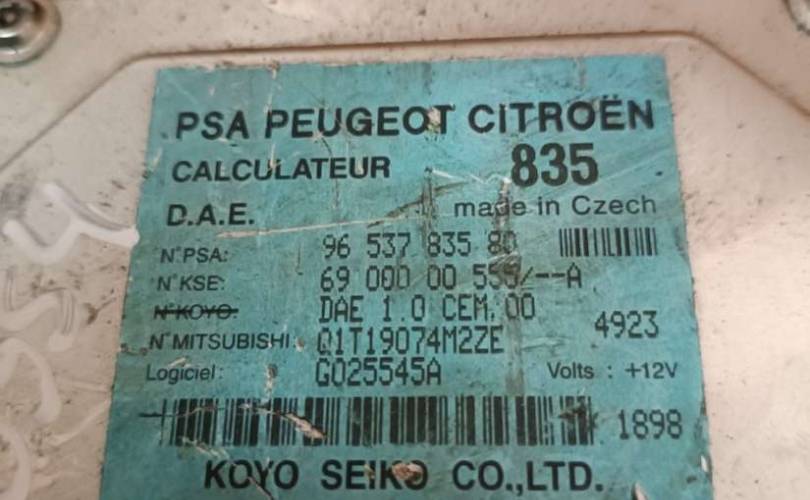 PSA PEUGEOT CITROËN
CALCULATEUR 835
D.A.E. made in Czech
N° PSA: 96 537 835 80
N° KSE: 69 000 00 555/--A
N° KOYO: DAE 1.0 CEM.00
N° MITSUBISHI: Q1T19074M2ZE 4923
Logiciel: G025545A Volts : +12V
1898
KOYO SEIKO CO.,LTD.